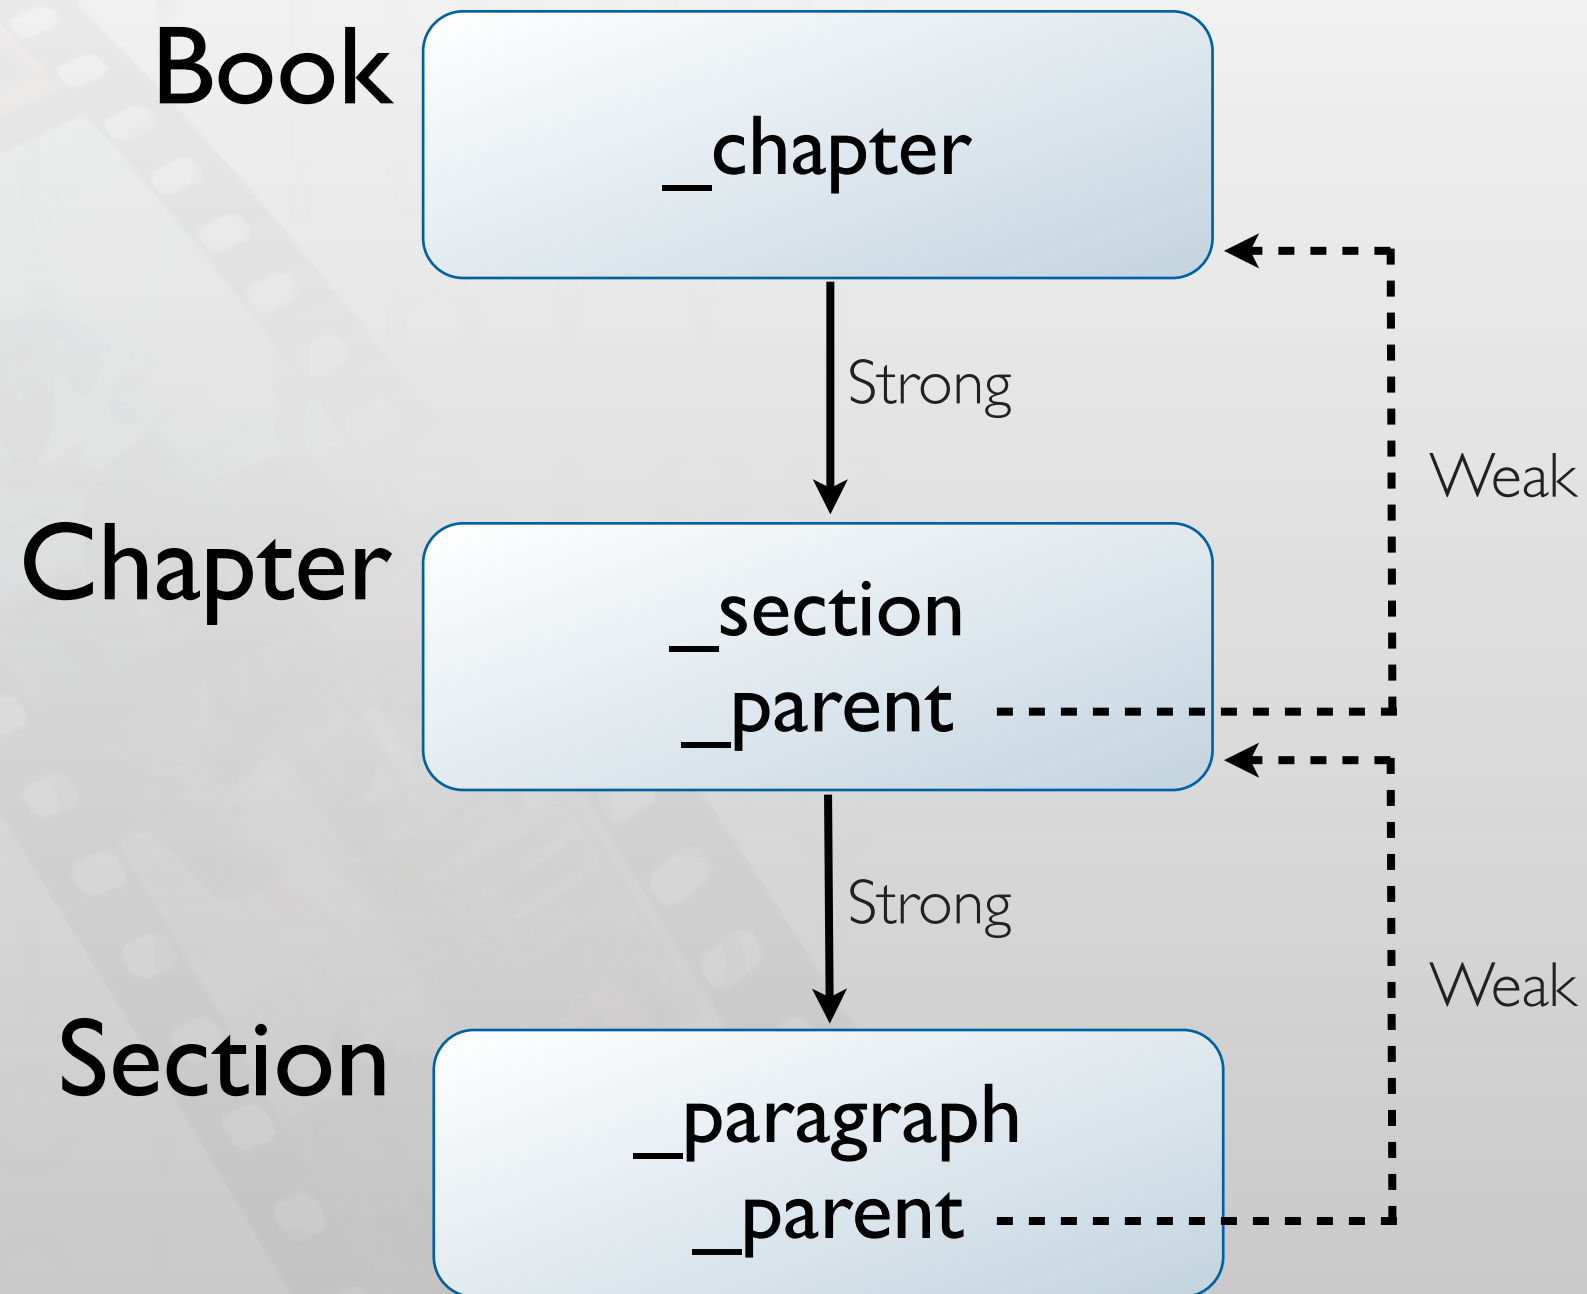 Book
_chapter
Strong
Weak
Chapter
_section
_parent
Strong
Weak
Section
_paragraph
_parent